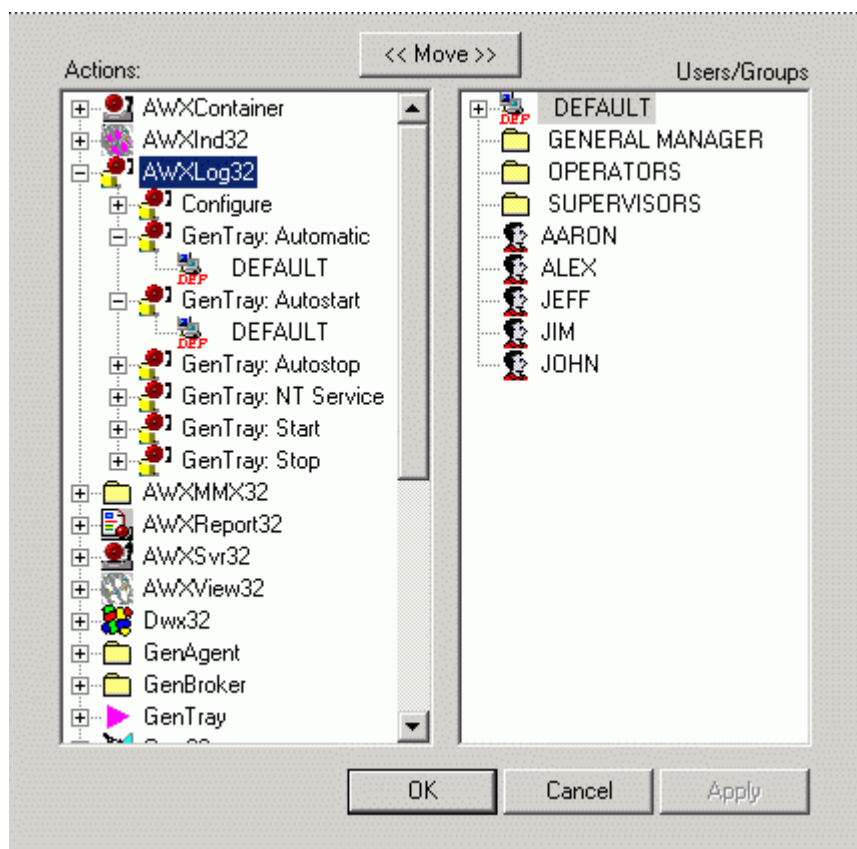 << Move >>
Actions:
Users/Groups
AWXContainer
AWXInd32
AWXLog32
Configure
GenTray: Automatic
DEFAULT
GenTray: Autostart
DEFAULT
GenTray: Autostop
GenTray: NT Service
GenTray: Start
GenTray: Stop
AWXMMX32
AWXReport32
AWXSvr32
AWXView32
Dwx32
GenAgent
GenBroker
GenTray
DEFAULT
GENERAL MANAGER
OPERATORS
SUPERVISORS
AARON
ALEX
JEFF
JIM
JOHN
OK
Cancel
Apply